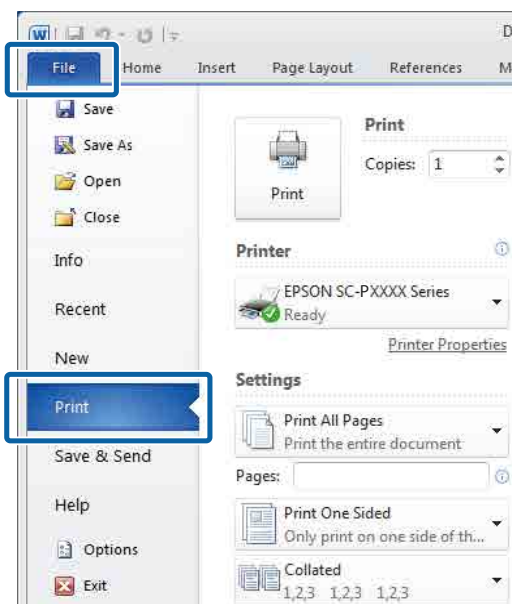 W
D
File Home Insert Page Layout References M
Save
Save As
Open
Close
Info
Recent
New
Print
Save & Send
Help
Options
Exit
Print
Print
Copies: 1
Printer
EPSON SC-PXXXX Series
Ready
Printer Properties
Settings
Print All Pages
Print the entire document
Pages:
Print One Sided
Only print on one side of th...
Collated
1,2,3 1,2,3 1,2,3